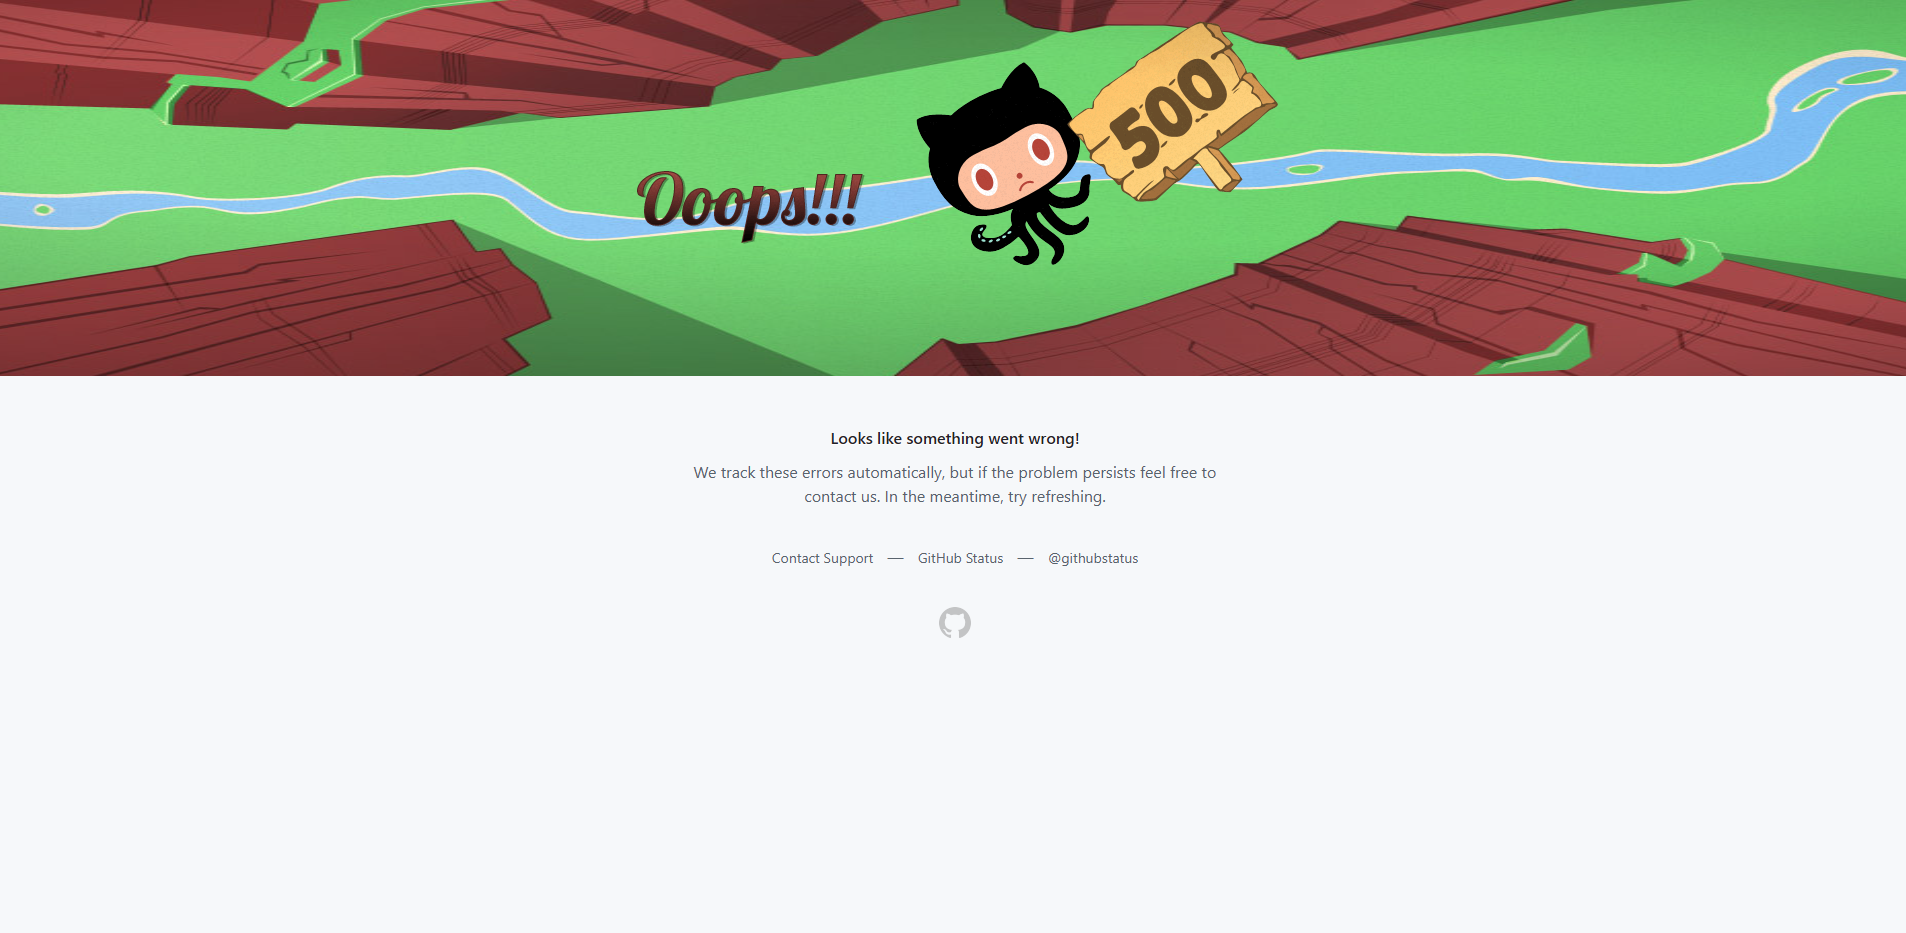 Ooops!!!
500
Looks like something went wrong!
We track these errors automatically, but if the problem persists feel free to
contact us. In the meantime, try refreshing.
Contact Support — GitHub Status — @githubstatus